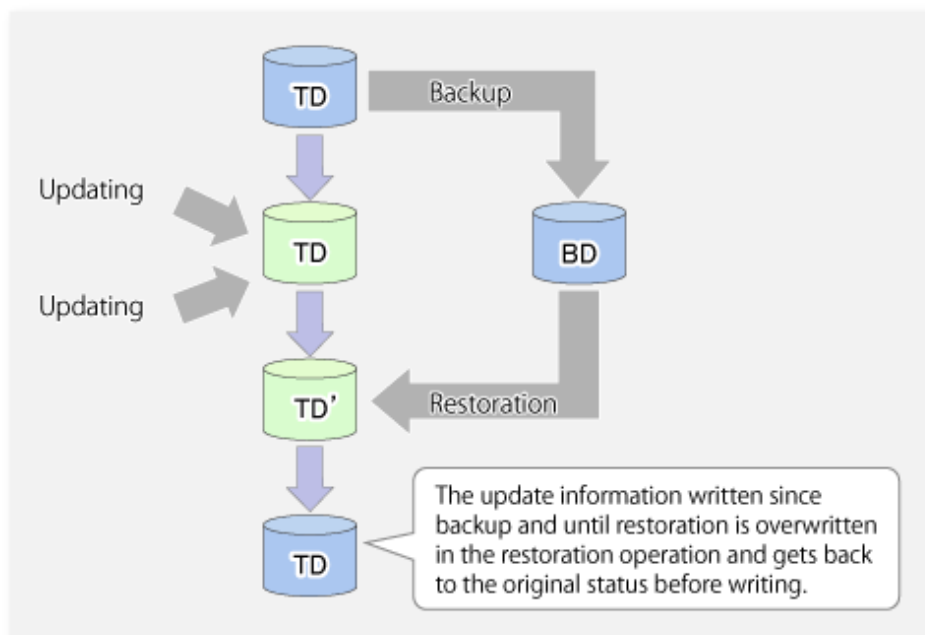 TD
Backup
Updating
TD
BD
Updating
TD'
Restoration
The update information written since
backup and until restoration is overwritten
in the restoration operation and gets back
to the original status before writing.
TD